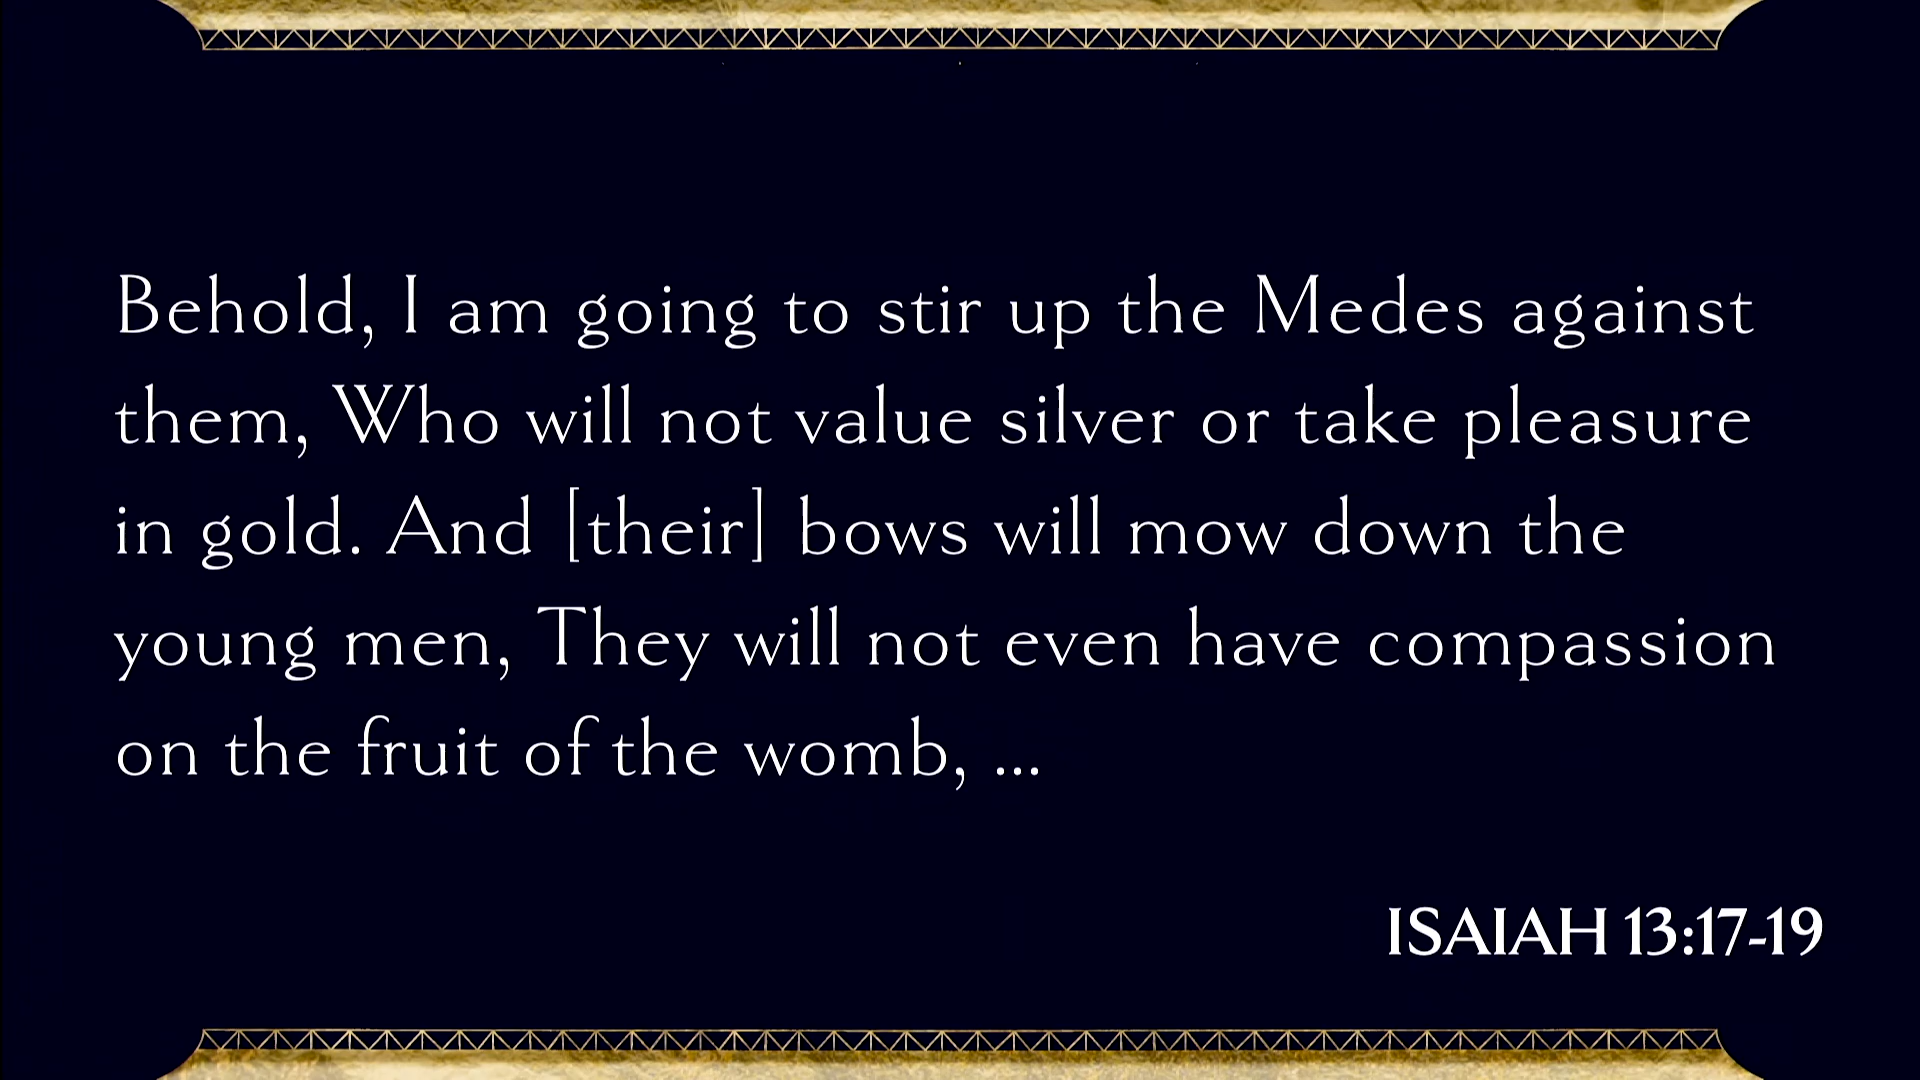 Behold, I am going to stir up the Medes against
them, Who will not value silver or take pleasure
in gold. And [their] bows will mow down the
young men, They will not even have compassion
on the fruit of the womb, ...
ISAIAH 13:17-19